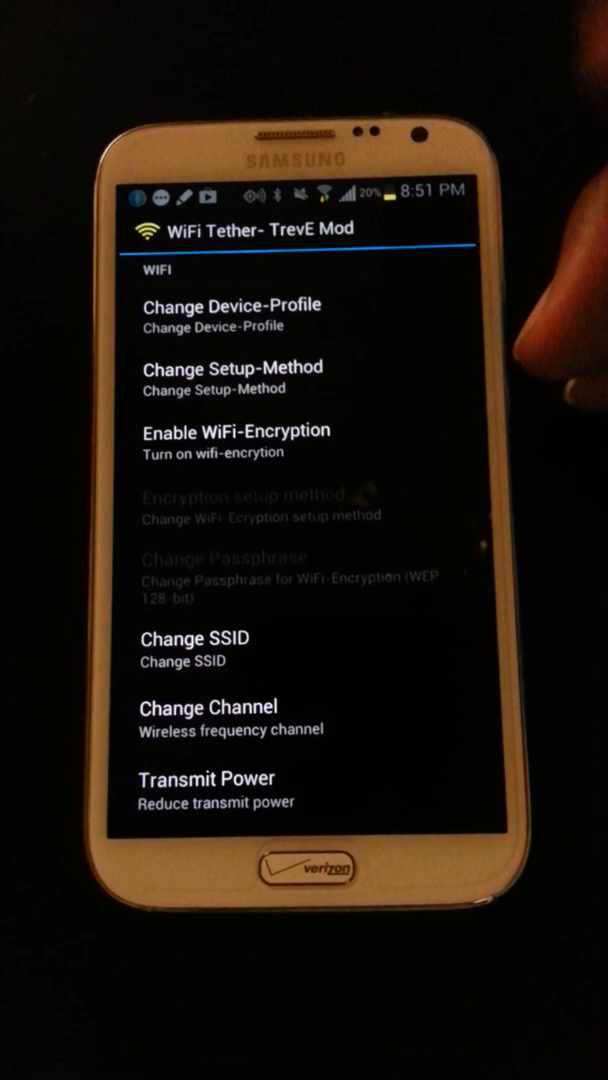 SAMSUNG
20% 8:51 PM
WiFi Tether- TrevE Mod
WIFI
Change Device-Profile
Change Device-Profile
Change Setup-Method
Change Setup-Method
Enable WiFi-Encryption
Turn on wifi-encrytion
Encryption setup method
Change WiFi-Ecryption setup method
Change Passphrase
Change Passphrase for WiFi-Encryption (WEP
128-bit)
Change SSID
Change SSID
Change Channel
Wireless frequency channel
Transmit Power
Reduce transmit power
verizon